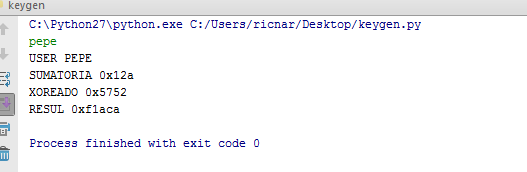 keygen
C:\Python27\python.exe C:/Users/ricnar/Desktop/keygen.py
pepe
USER PEPE
SUMATORIA 0x12a
XOREADO 0x5752
RESUL 0xf1aca
Process finished with exit code 0